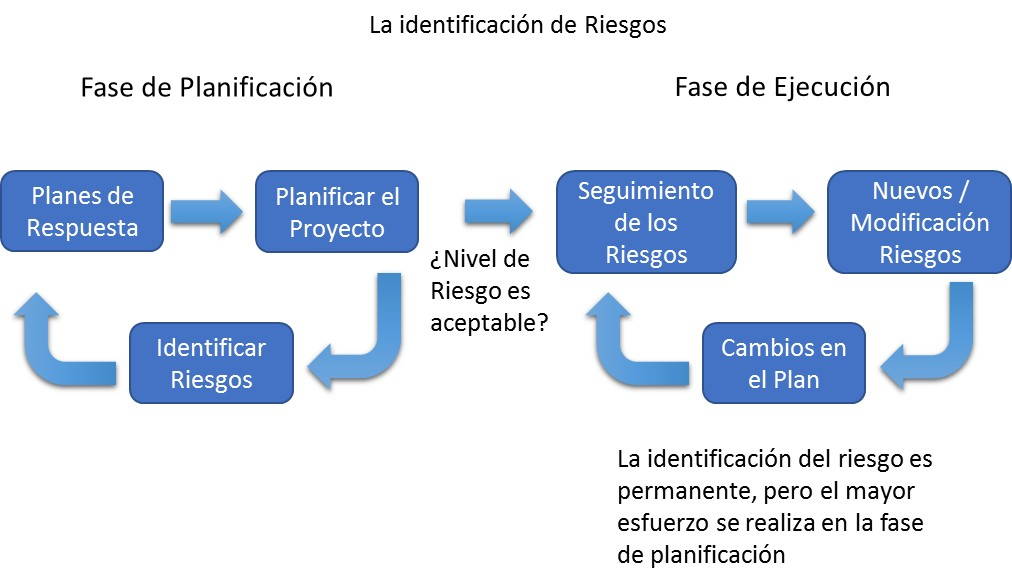 La identificación de Riesgos
Fase de Planificación
Fase de Ejecución
Planes de
Respuesta
Planificar el
Proyecto
Seguimiento
de los
Riesgos
Nuevos /
Modificación
Riesgos
¿Nivel de
Riesgo es
aceptable?
Identificar
Riesgos
Cambios en
el Plan
La identificación del riesgo es
permanente, pero el mayor
esfuerzo se realiza en la fase
de planificación